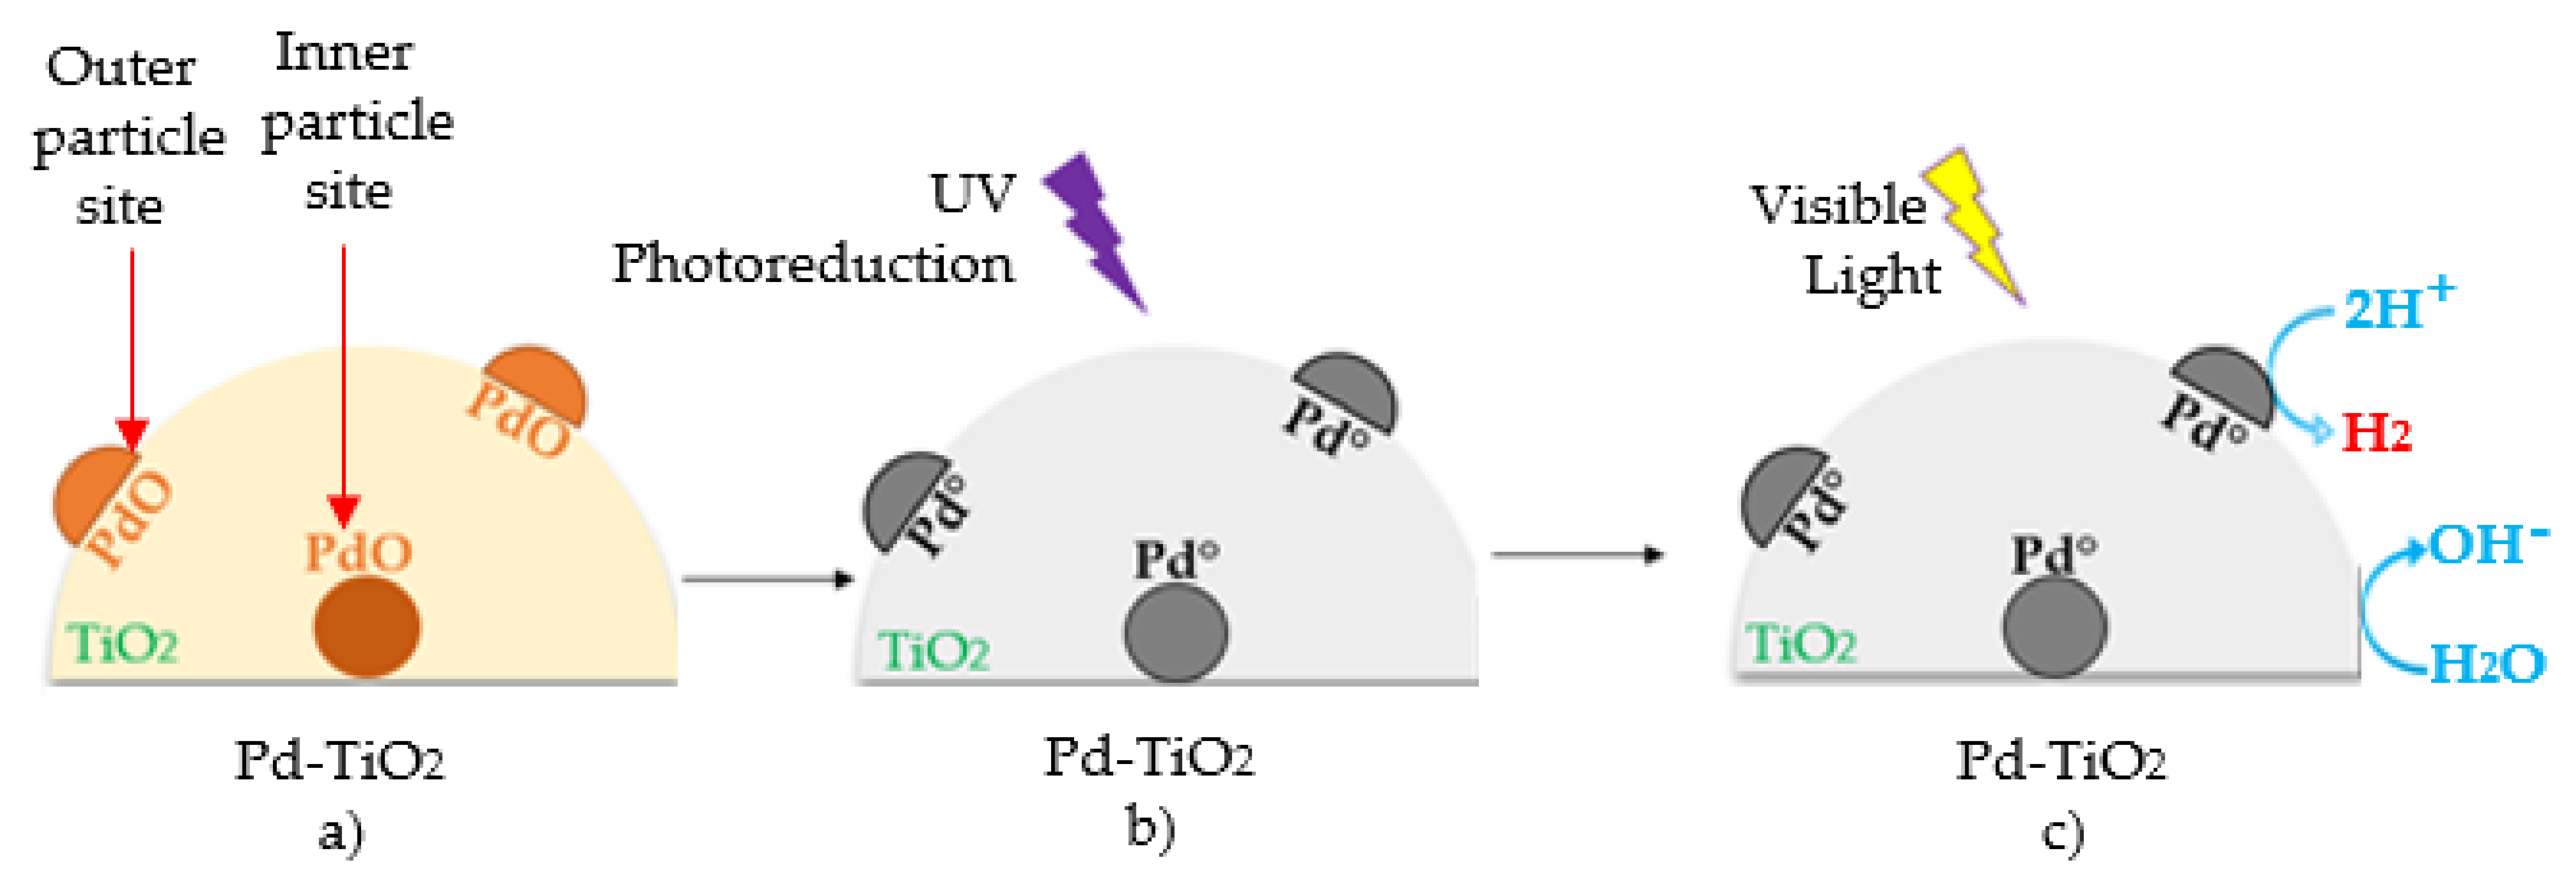 Outer
particle
site
Inner
particle
site
PdO
PdO
PdO
TiO2
Pd-TiO2
a)
UV
Photoreduction
Pd°
Pd°
Pd°
TiO2
Pd-TiO2
b)
Visible
Light
2H+
H2
Pd°
Pd°
Pd°
OH-
H2O
TiO2
Pd-TiO2
c)